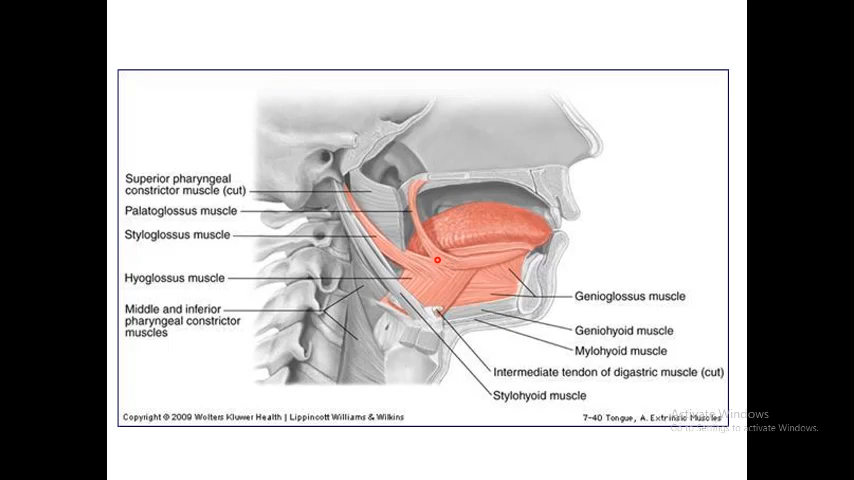 Superior pharyngeal
constrictor muscle (cut)
Palatoglossus muscle
Styloglossus muscle
Hyoglossus muscle
Middle and inferior
pharyngeal constrictor
muscles
Genioglossus muscle
Geniohyoid muscle
Mylohyoid muscle
Intermediate tendon of digastric muscle (cut)
Stylohyoid muscle
Copyright © 2009 Wolters Kluwer Health | Lippincott Williams & Wilkins
7-40 Tongue, A. Extrinsic Muscles
Activate Windows
Go to Settings to activate Windows.